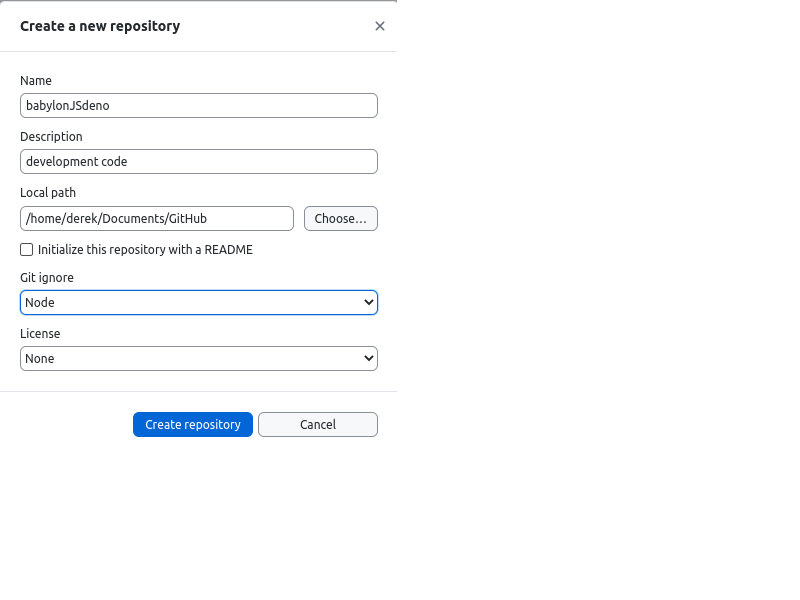 Create a new repository
Name
babylonJSdeno
Description
development code
Local path
/home/derek/Documents/GitHub
Choose...
Initialize this repository with a README
Git ignore
Node
License
None
Create repository Cancel